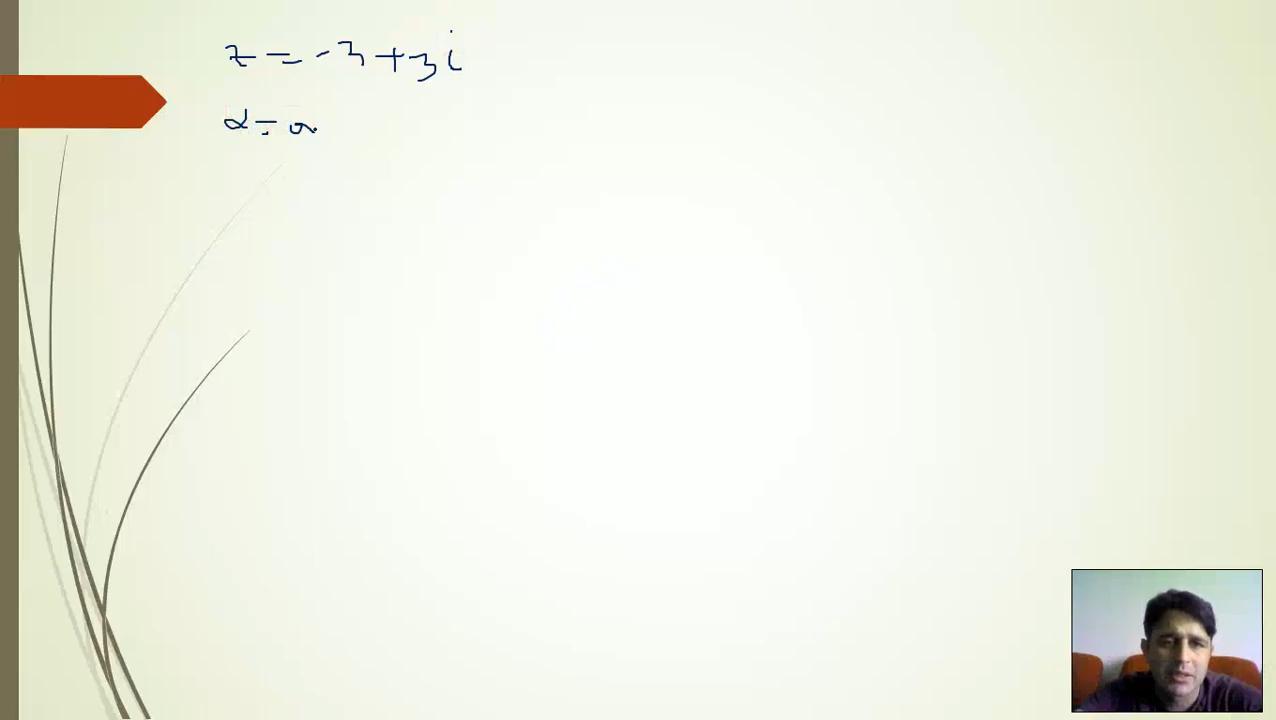 z = -3 + 3i
α = a